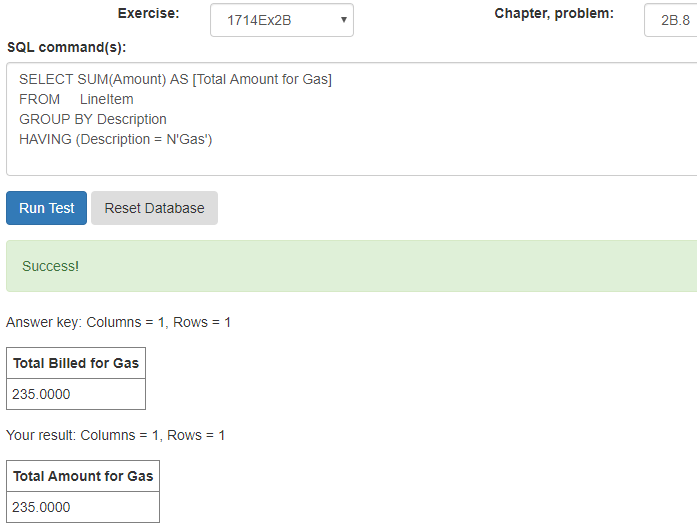 Exercise: 1714Ex2B Chapter, problem: 2B.8
SQL command(s):
SELECT SUM(Amount) AS [Total Amount for Gas]
FROM LineItem
GROUP BY Description
HAVING (Description = N'Gas')
Run Test Reset Database
Success!
Answer key: Columns = 1, Rows = 1
Total Billed for Gas
235.0000
Your result: Columns = 1, Rows = 1
Total Amount for Gas
235.0000